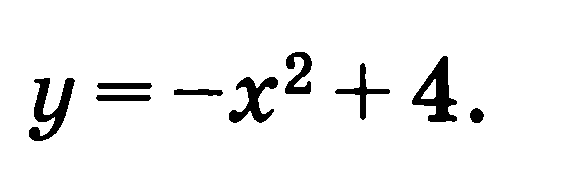 y = -x² + 4.